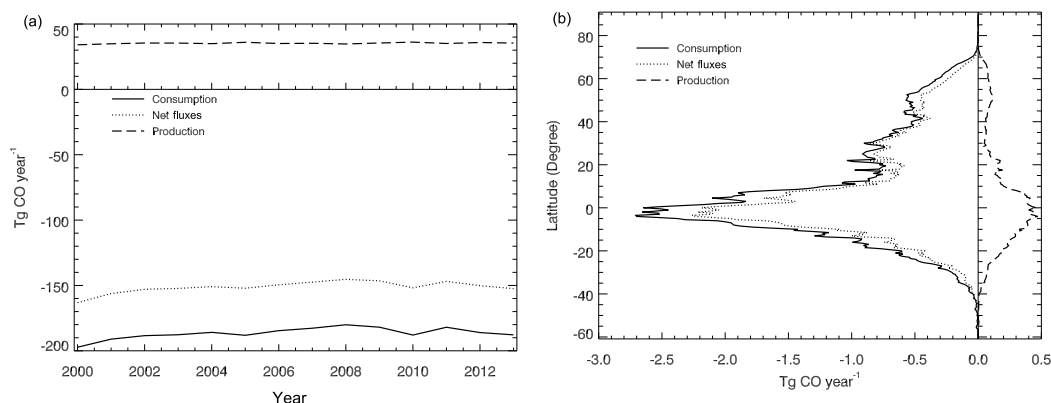 (a)
50
0
-50
-100
-150
-200
Tg CO year-1
Consumption
Net fluxes
Production
2000 2002 2004 2006 2008 2010 2012
Year
(b)
80
60
40
20
0
-20
-40
-60
Latitude (Degree)
Consumption
Net fluxes
Production
-3.0 -2.5 -2.0 -1.5 -1.0 -0.5 0.0 0.5
Tg CO year-1